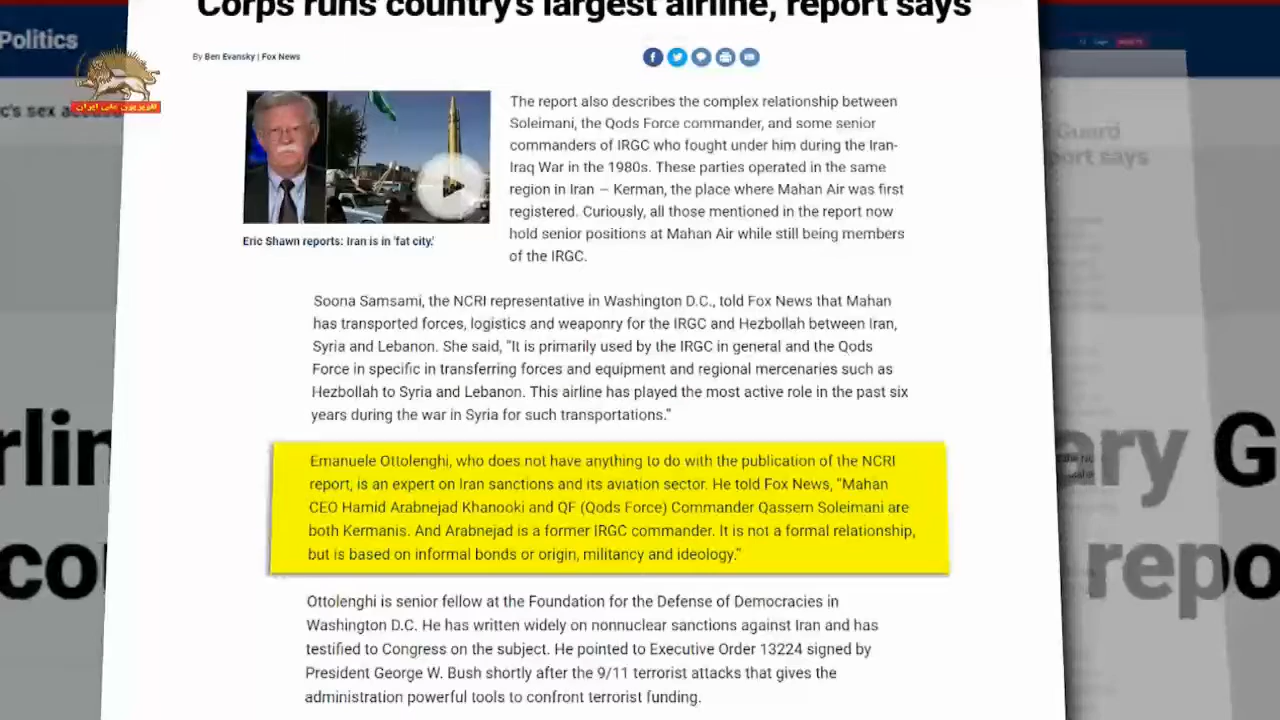 Corps runs country's largest airline, report says
Politics
By Ben Evansky | Fox News
سیمای ملی ایران
The report also describes the complex relationship between
Soleimani, the Qods Force commander, and some senior
commanders of IRGC who fought under him during the Iran-
Iraq War in the 1980s. These parties operated in the same
region in Iran – Kerman, the place where Mahan Air was first
registered. Curiously, all those mentioned in the report now
hold senior positions at Mahan Air while still being members
of the IRGC.
Eric Shawn reports: Iran is in 'fat city.'
Soona Samsami, the NCRI representative in Washington D.C., told Fox News that Mahan
has transported forces, logistics and weaponry for the IRGC and Hezbollah between Iran,
Syria and Lebanon. She said, "It is primarily used by the IRGC in general and the Qods
Force in specific in transferring forces and equipment and regional mercenaries such as
Hezbollah to Syria and Lebanon. This airline has played the most active role in the past six
years during the war in Syria for such transportations."
Emanuele Ottolenghi, who does not have anything to do with the publication of the NCRI
report, is an expert on Iran sanctions and its aviation sector. He told Fox News, "Mahan
CEO Hamid Arabnejad Khanooki and QF (Qods Force) Commander Qassem Soleimani are
both Kermanis. And Arabnejad is a former IRGC commander. It is not a formal relationship,
but is based on informal bonds or origin, militancy and ideology."
Ottolenghi is senior fellow at the Foundation for the Defense of Democracies in
Washington D.C. He has written widely on nonnuclear sanctions against Iran and has
testified to Congress on the subject. He pointed to Executive Order 13224 signed by
President George W. Bush shortly after the 9/11 terrorist attacks that gives the
administration powerful tools to confront terrorist funding.
c's sex
Guard
port says
rlin
ary G
co
repo